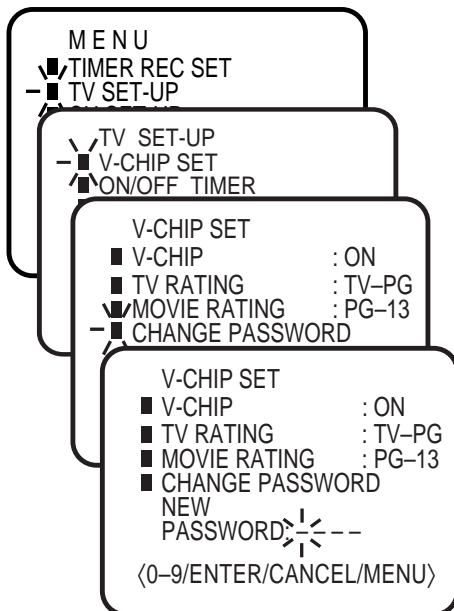 MENU
TIMER REC SET
TV SET-UP
TV SET-UP
V-CHIP SET
ON/OFF TIMER
V-CHIP SET
V-CHIP : ON
TV RATING : TV–PG
MOVIE RATING : PG–13
CHANGE PASSWORD
V-CHIP SET
V-CHIP : ON
TV RATING : TV–PG
MOVIE RATING : PG–13
CHANGE PASSWORD
NEW
PASSWORD: – – – –
〈0–9/ENTER/CANCEL/MENU〉